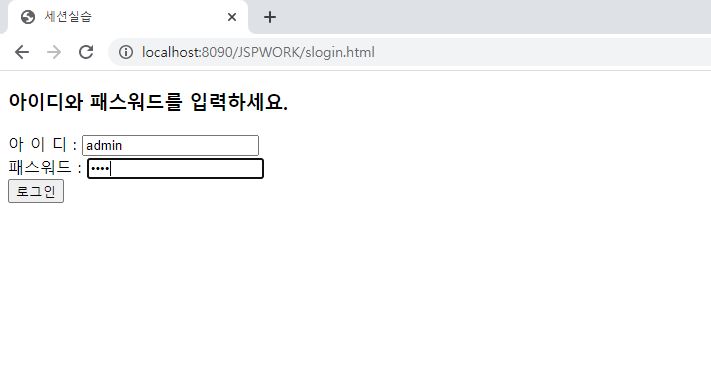 세션실습
localhost:8090/JSPWORK/slogin.html
아이디와 패스워드를 입력하세요.
아 이 디 : admin
패스워드 : ••••
로그인